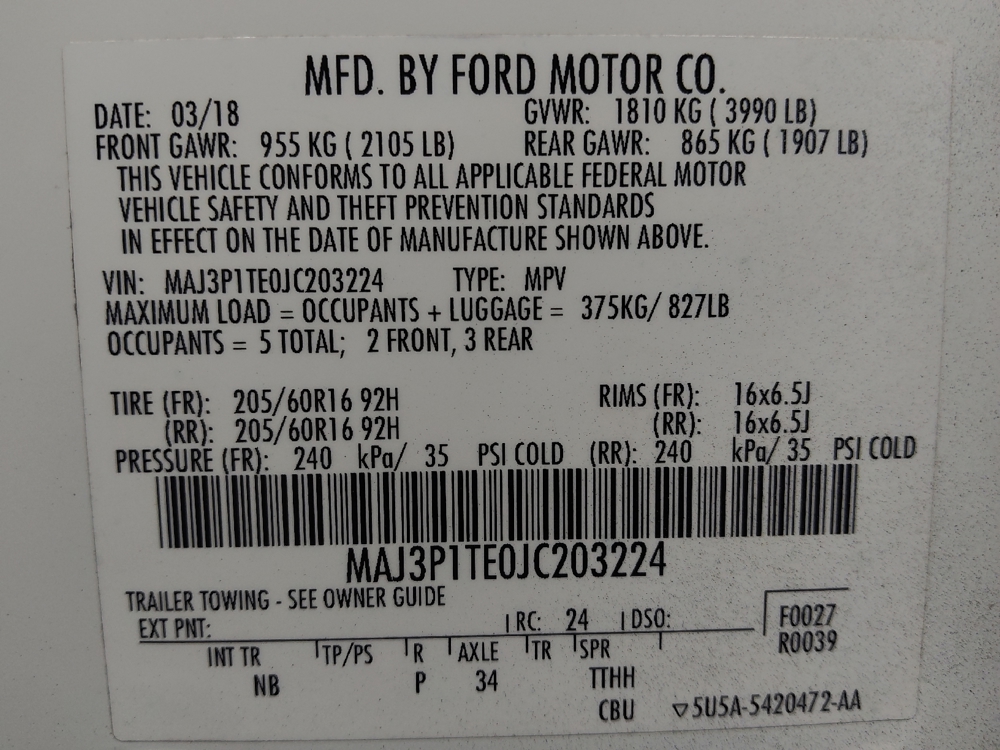 MFD. BY FORD MOTOR CO.
DATE: 03/18 GVWR: 1810 KG ( 3990 LB)
FRONT GAWR: 955 KG ( 2105 LB) REAR GAWR: 865 KG ( 1907 LB)
THIS VEHICLE CONFORMS TO ALL APPLICABLE FEDERAL MOTOR
VEHICLE SAFETY AND THEFT PREVENTION STANDARDS
IN EFFECT ON THE DATE OF MANUFACTURE SHOWN ABOVE.
VIN: MAJ3P1TE0JC203224 TYPE: MPV
MAXIMUM LOAD = OCCUPANTS + LUGGAGE = 375KG/ 827LB
OCCUPANTS = 5 TOTAL; 2 FRONT, 3 REAR
TIRE (FR): 205/60R16 92H RIMS (FR): 16x6.5J
(RR): 205/60R16 92H (RR): 16x6.5J
PRESSURE (FR): 240 kPa/ 35 PSI COLD (RR): 240 kPa/ 35 PSI COLD
MAJ3P1TE0JC203224
TRAILER TOWING - SEE OWNER GUIDE
EXT PNT: RC: 24 DSO: F0027
R0039
INT TR TP/PS R AXLE TR SPR
NB P 34 TTHH
CBU ▽5U5A-5420472-AA